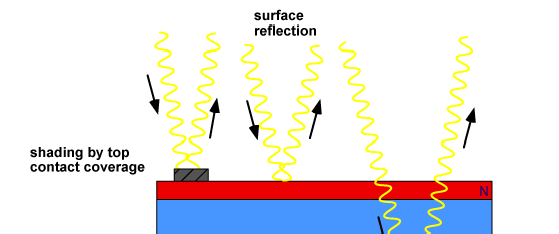 surface
reflection
shading by top
contact coverage
N